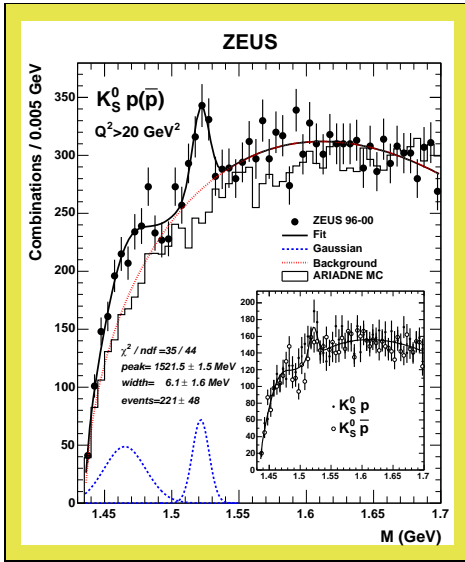 ZEUS
Combinations / 0.005 GeV
350
300
250
200
150
100
50
0
K⁰_S p(p̅)
Q²>20 GeV²
ZEUS 96-00
Fit
Gaussian
Background
ARIADNE MC
χ² / ndf =35 / 44
peak= 1521.5 ± 1.5 MeV
width= 6.1 ± 1.6 MeV
events=221 ± 48
200
180
160
140
120
100
80
60
40
20
0
K⁰_S p
K⁰_S p̅
1.45 1.5 1.55 1.6 1.65 1.7
1.45 1.5 1.55 1.6 1.65 1.7
M (GeV)